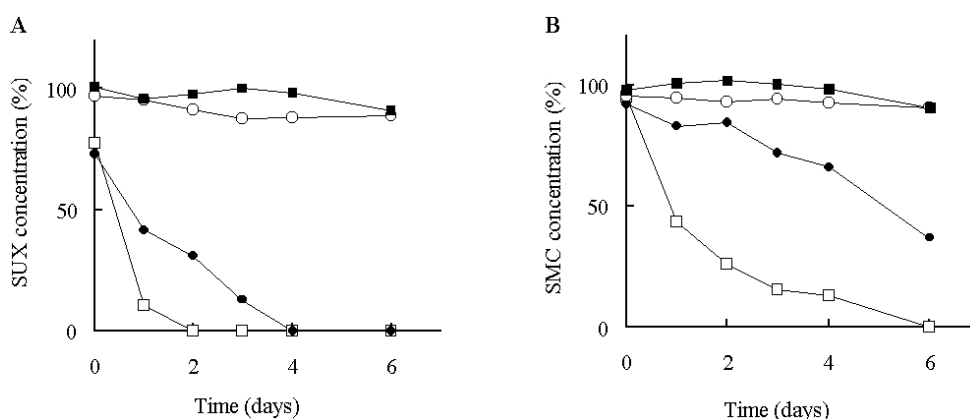 A
SUX concentration (%)
100
50
0
0 2 4 6
Time (days)
B
SMC concentration (%)
100
50
0
0 2 4 6
Time (days)